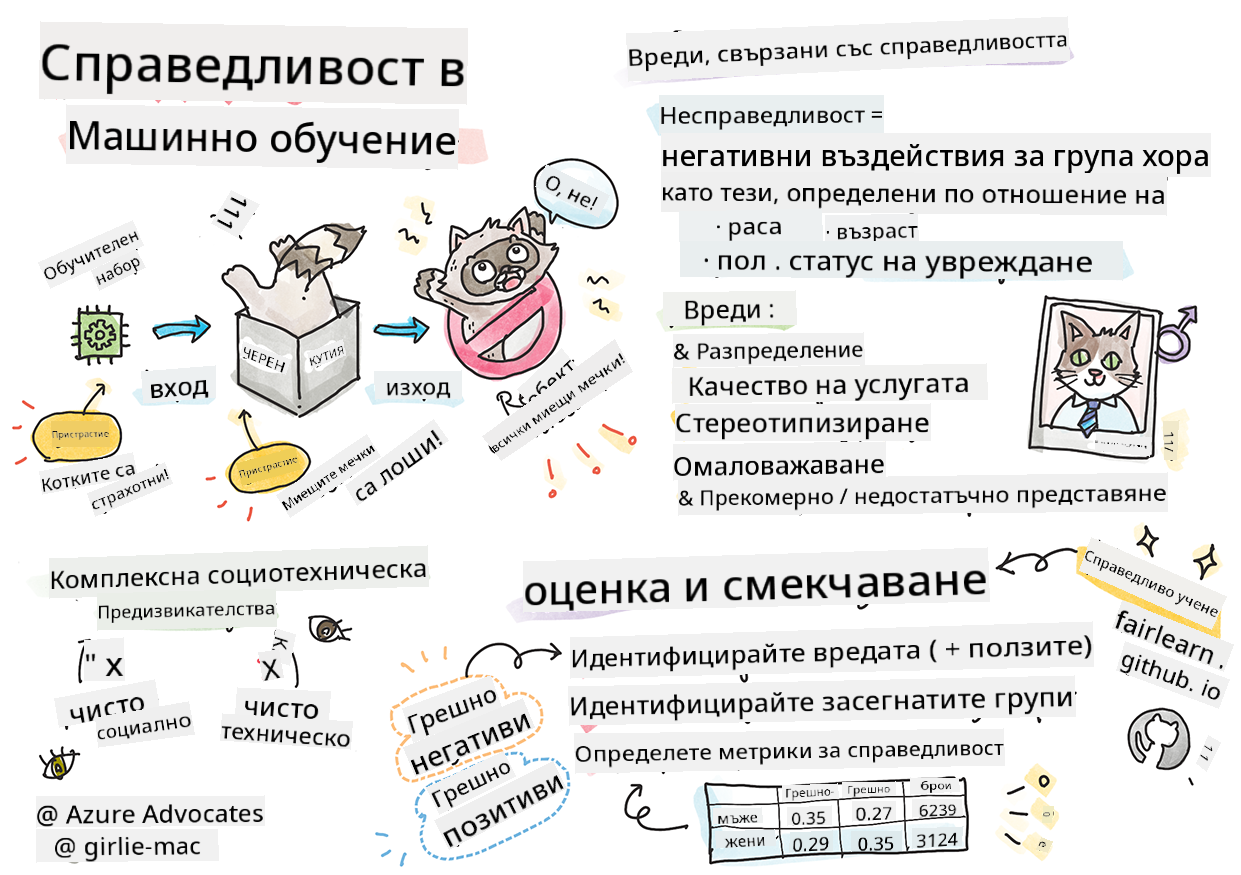 Справедливост в
Машинно обучение
О, не!
Обучителен
набор
ЧЕРЕН
КУТИЯ
вход
изход
всички миещи мечки!
Пристрастие
Котките са
страхотни!
Пристрастие
Миещите мечки
са лоши!
Вреди, свързани със справедливостта
Несправедливост =
негативни въздействия за група хора
като тези, определени по отношение на
· раса · възраст
· пол . статус на увреждане
Вреди :
& Разпределение
Качество на услугата
Стереотипизиране
Омаловажаване
& Прекомерно / недостатъчно представяне
Комплексна социотехническа
Предизвикателства
" X
X
чисто
социално
чисто
техническо
@ Azure Advocates
@ girlie-mac
оценка и смекчаване
Справедливо учене
fairlearn .
github. io
Идентифицирайте вредата ( + ползите)
Идентифицирайте засегнатите групи
Определете метрики за справедливост
Грешно
негативи
Грешно
позитиви
Грешно- Грешно брои
мъже 0.35 0.27 6239
жени 0.29 0.35 3124